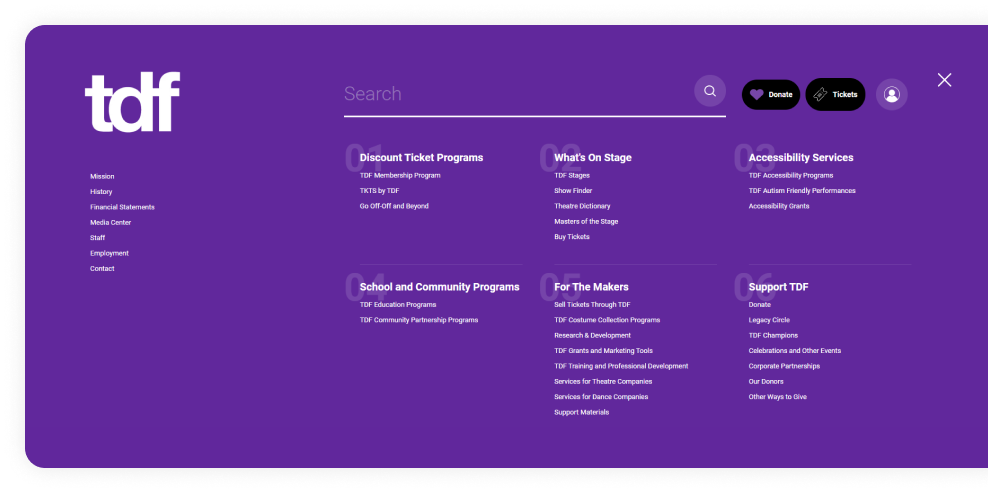 tdf
Search
Donate
Tickets
Mission
History
Financial Statements
Media Center
Staff
Employment
Contact
01
Discount Ticket Programs
TDF Membership Program
TKTS by TDF
Go Off-Off and Beyond
02
What's On Stage
TDF Stages
Show Finder
Theatre Dictionary
Masters of the Stage
Buy Tickets
03
Accessibility Services
TDF Accessibility Programs
TDF Autism Friendly Performances
Accessibility Grants
04
School and Community Programs
TDF Education Programs
TDF Community Partnership Programs
05
For The Makers
Sell Tickets Through TDF
TDF Costume Collection Programs
Research & Development
TDF Grants and Marketing Tools
TDF Training and Professional Development
Services for Theatre Companies
Services for Dance Companies
Support Materials
06
Support TDF
Donate
Legacy Circle
TDF Champions
Celebrations and Other Events
Corporate Partnerships
Our Donors
Other Ways to Give